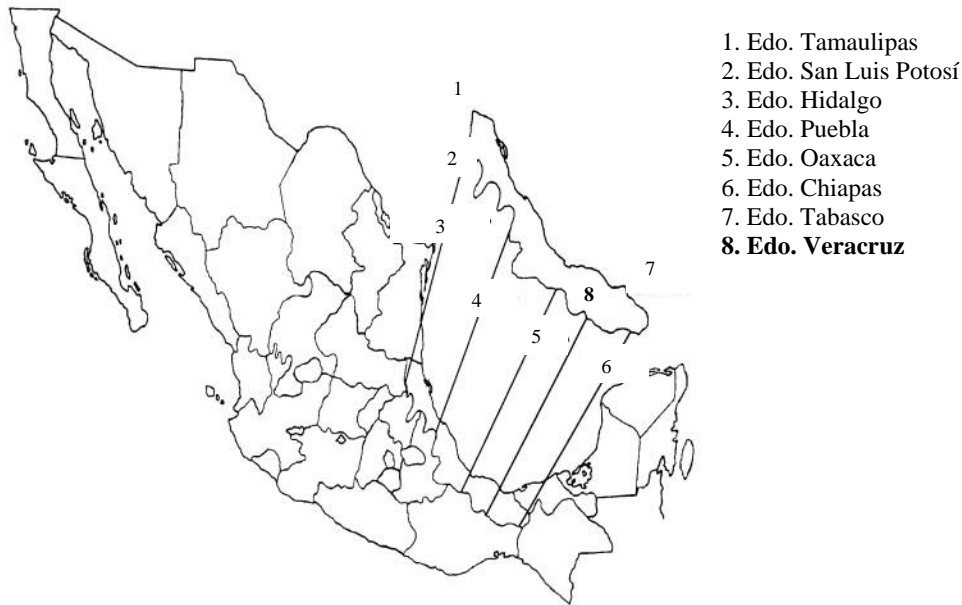 1. Edo. Tamaulipas
2. Edo. San Luis Potosí
3. Edo. Hidalgo
4. Edo. Puebla
5. Edo. Oaxaca
6. Edo. Chiapas
7. Edo. Tabasco
8. Edo. Veracruz
1
2
3
7
8
4
5
6